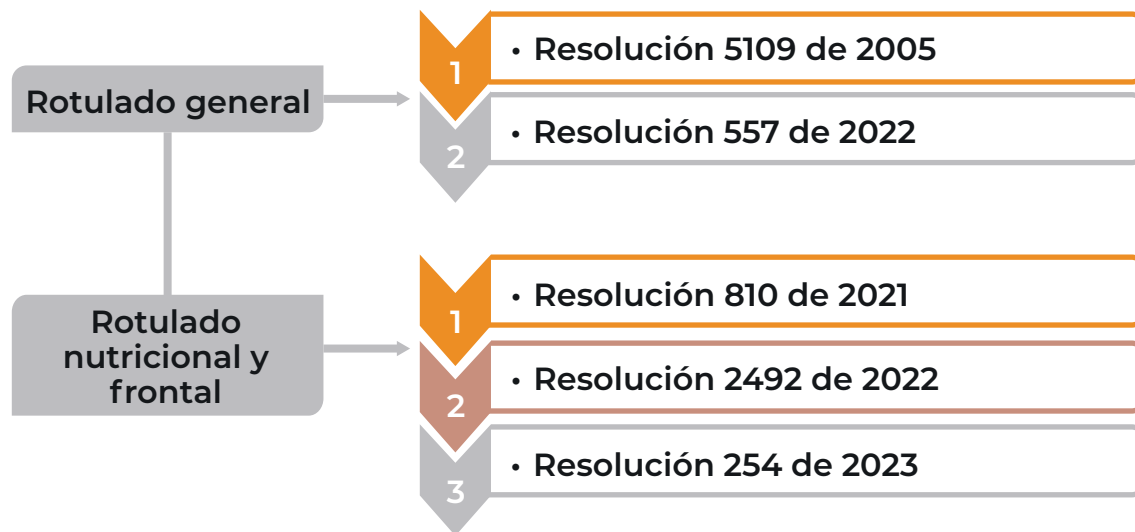 Rotulado general
1
• Resolución 5109 de 2005
2
• Resolución 557 de 2022
Rotulado
nutricional y
frontal
1
• Resolución 810 de 2021
2
• Resolución 2492 de 2022
3
• Resolución 254 de 2023